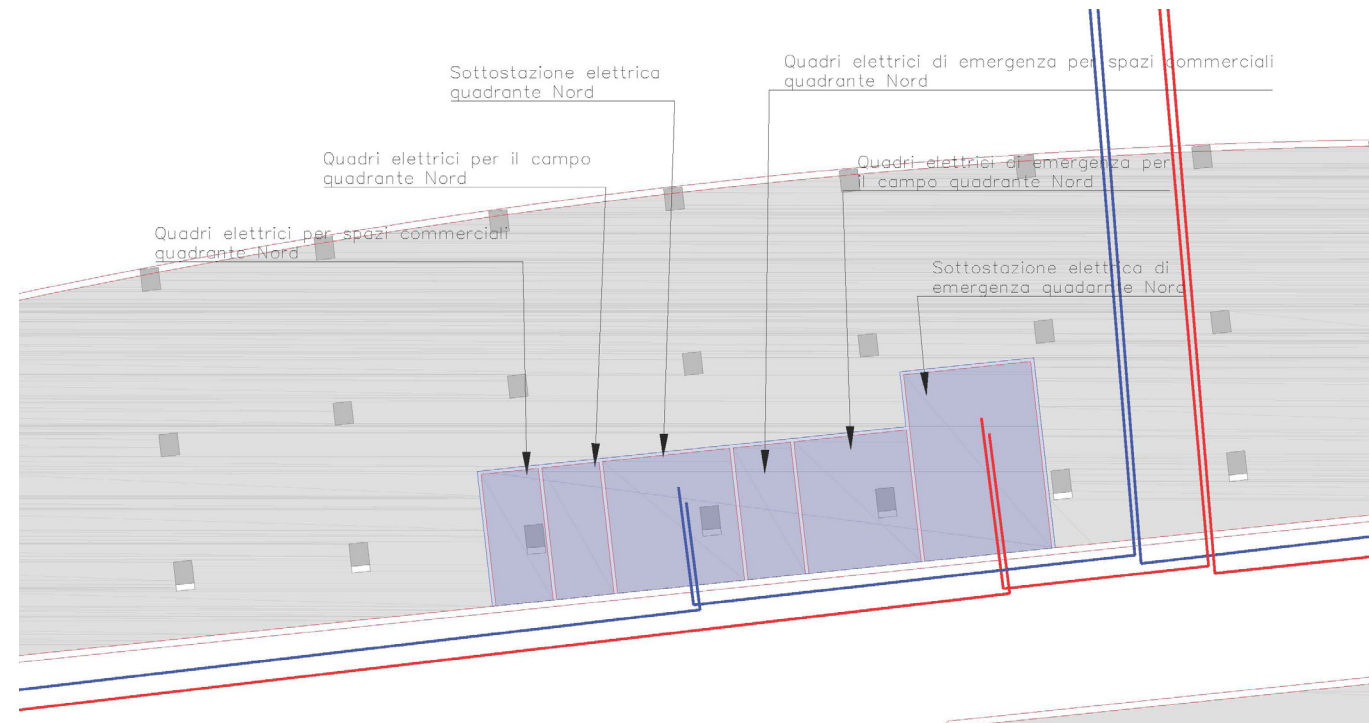 Quadri elettrici di emergenza per spazi commerciali
quadrante Nord
Sottostazione elettrica
quadrante Nord
Quadri elettrici per il campo
quadrante Nord
Quadri elettrici di emergenza per
il campo quadrante Nord
Quadri elettrici per spazi commerciali
quadrante Nord
Sottostazione elettrica di
emergenza quadarnte Nord